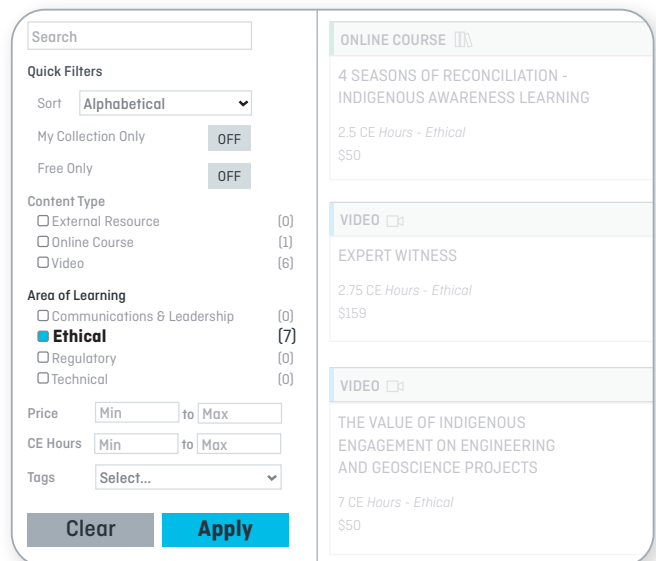 Search
Quick Filters
Sort Alphabetical
My Collection Only OFF
Free Only OFF
Content Type
External Resource (0)
Online Course (1)
Video (6)
Area of Learning
Communications & Leadership (0)
Ethical (7)
Regulatory (0)
Technical (0)
Price Min to Max
CE Hours Min to Max
Tags Select...
Clear Apply
ONLINE COURSE
4 SEASONS OF RECONCILIATION -
INDIGENOUS AWARENESS LEARNING
2.5 CE Hours - Ethical
$50
VIDEO
EXPERT WITNESS
2.75 CE Hours - Ethical
$159
VIDEO
THE VALUE OF INDIGENOUS
ENGAGEMENT ON ENGINEERING
AND GEOSCIENCE PROJECTS
7 CE Hours - Ethical
$50